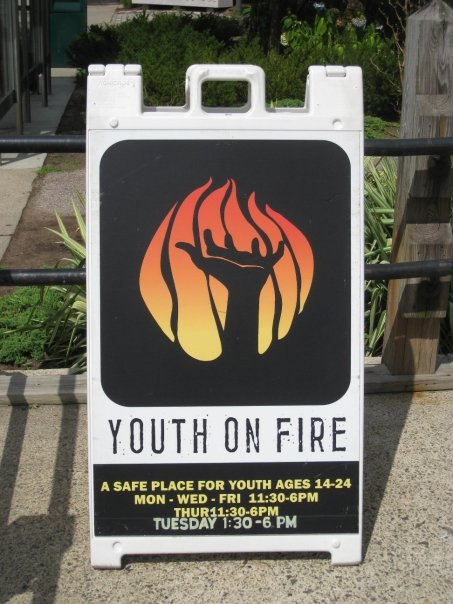 YOUTH ON FIRE
A SAFE PLACE FOR YOUTH AGES 14-24
MON - WED - FRI 11:30-6PM
THUR11:30-6PM
TUESDAY 1:30-6 PM